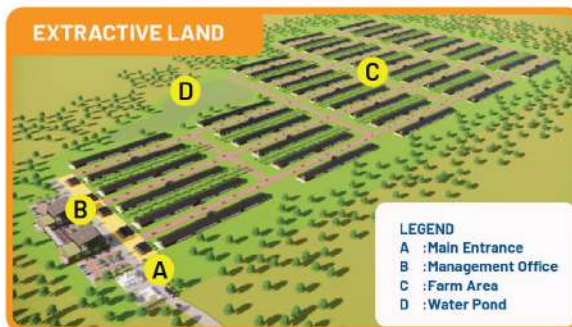 EXTRACTIVE LAND
D
C
B
A
LEGEND
A :Main Entrance
B :Management Office
C :Farm Area
D :Water Pond